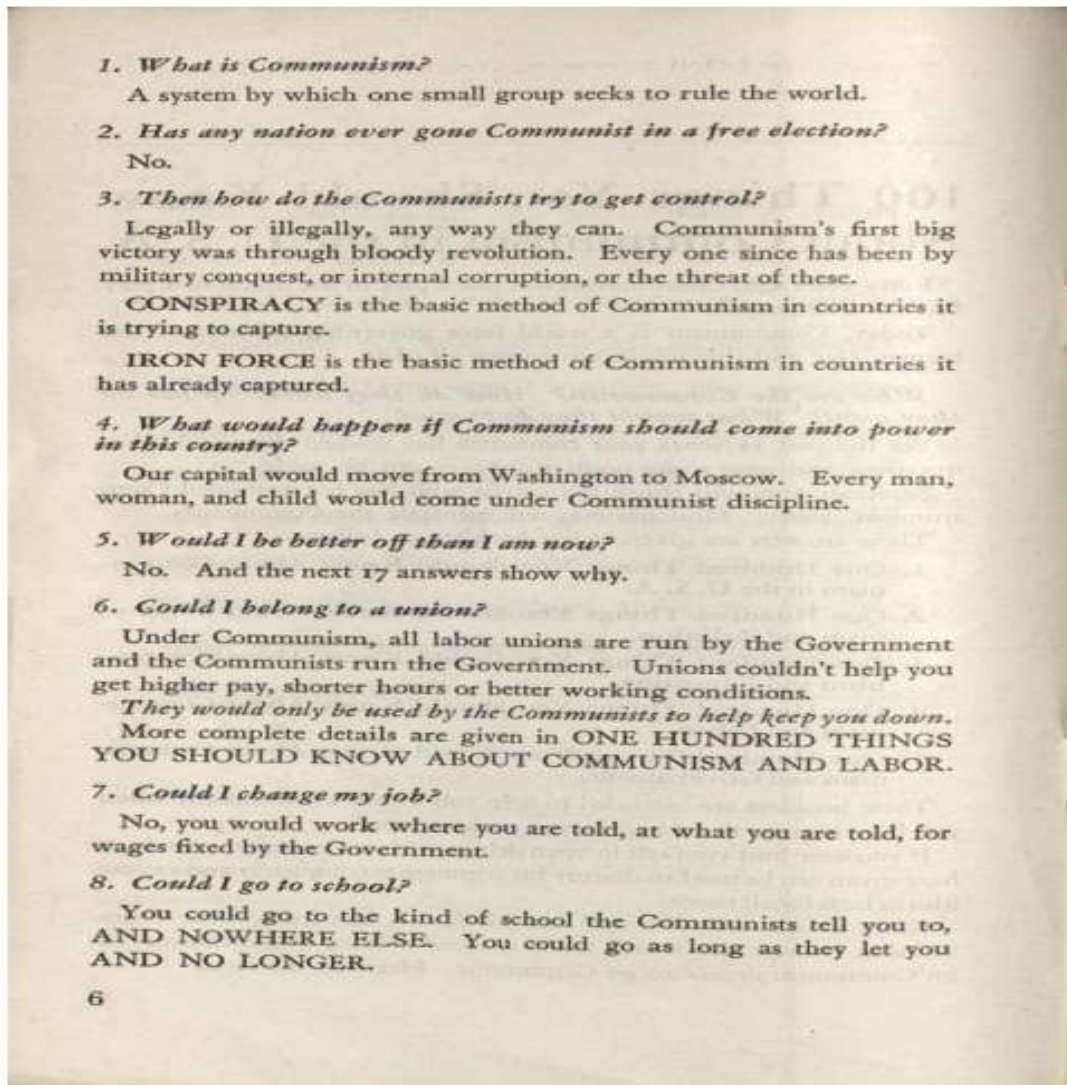 1. What is Communism?
A system by which one small group seeks to rule the world.
2. Has any nation ever gone Communist in a free election?
No.
3. Then how do the Communists try to get control?
Legally or illegally, any way they can. Communism's first big
victory was through bloody revolution. Every one since has been by
military conquest, or internal corruption, or the threat of these.
CONSPIRACY is the basic method of Communism in countries it
is trying to capture.
IRON FORCE is the basic method of Communism in countries it
has already captured.
4. What would happen if Communism should come into power
in this country?
Our capital would move from Washington to Moscow. Every man,
woman, and child would come under Communist discipline.
5. Would I be better off than I am now?
No. And the next 17 answers show why.
6. Could I belong to a union?
Under Communism, all labor unions are run by the Government
and the Communists run the Government. Unions couldn't help you
get higher pay, shorter hours or better working conditions.
They would only be used by the Communists to help keep you down.
More complete details are given in ONE HUNDRED THINGS
YOU SHOULD KNOW ABOUT COMMUNISM AND LABOR.
7. Could I change my job?
No, you would work where you are told, at what you are told, for
wages fixed by the Government.
8. Could I go to school?
You could go to the kind of school the Communists tell you to,
AND NOWHERE ELSE. You could go as long as they let you
AND NO LONGER.
6